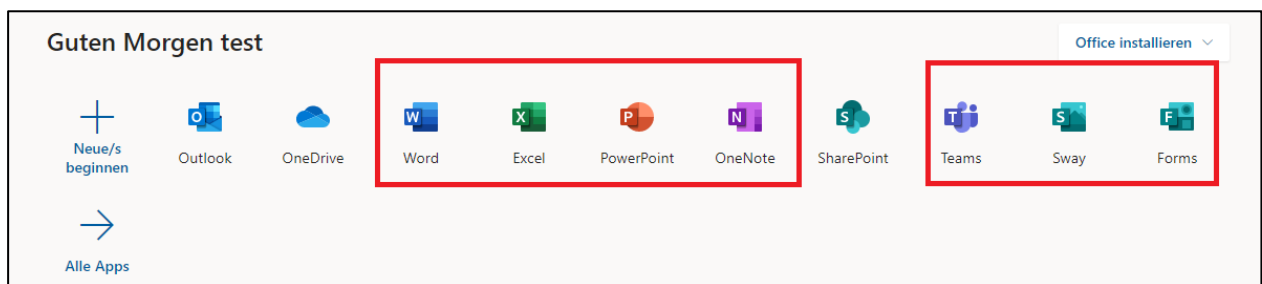 Guten Morgen test
Office installieren
Neue/s
beginnen
Outlook
OneDrive
Word
Excel
PowerPoint
OneNote
SharePoint
Teams
Sway
Forms
Alle Apps